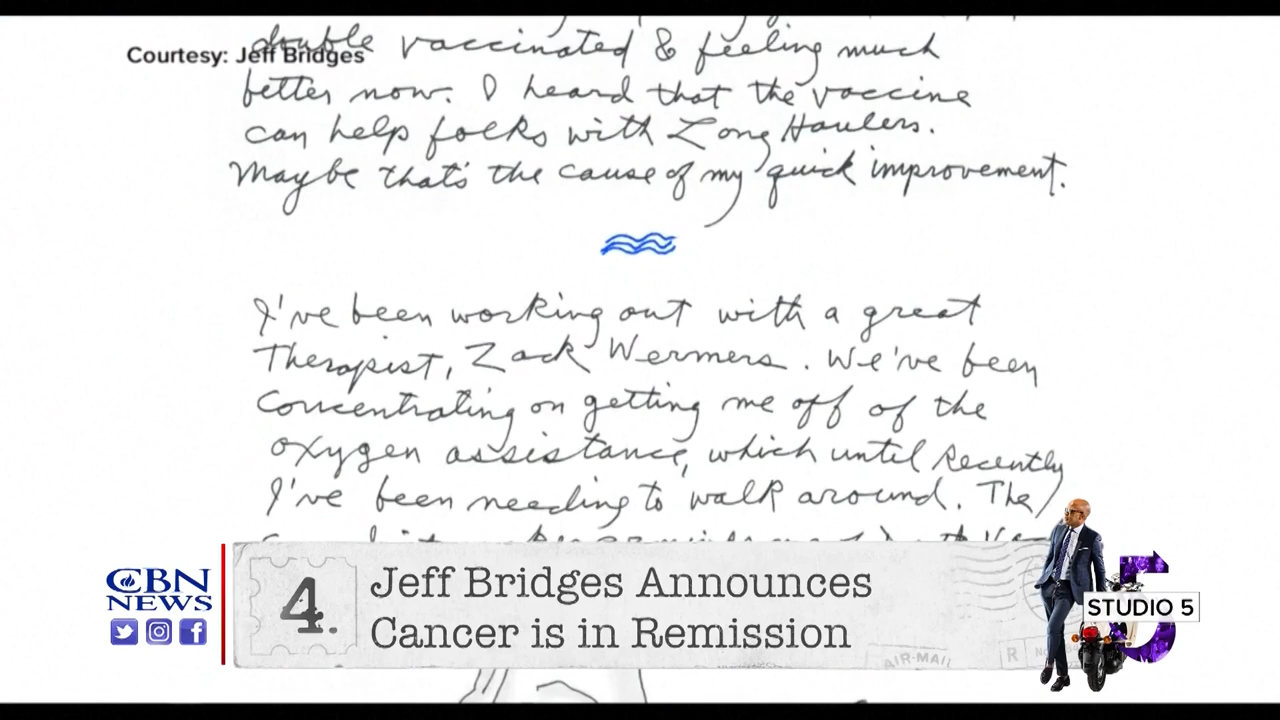 Courtesy: Jeff Bridges
double vaccinated & feeling much
better now. I heard that the vaccine
can help folks with Long Haulers.
Maybe that's the cause of my quick improvement.
I've been working out with a great
Therapist, Zack Wermers. We've been
concentrating on getting me off of the
oxygen assistance, which until recently
I've been needing to walk around. The
CBN
NEWS
4.
Jeff Bridges Announces
Cancer is in Remission
AIR-MAIL
R
STUDIO 5
5